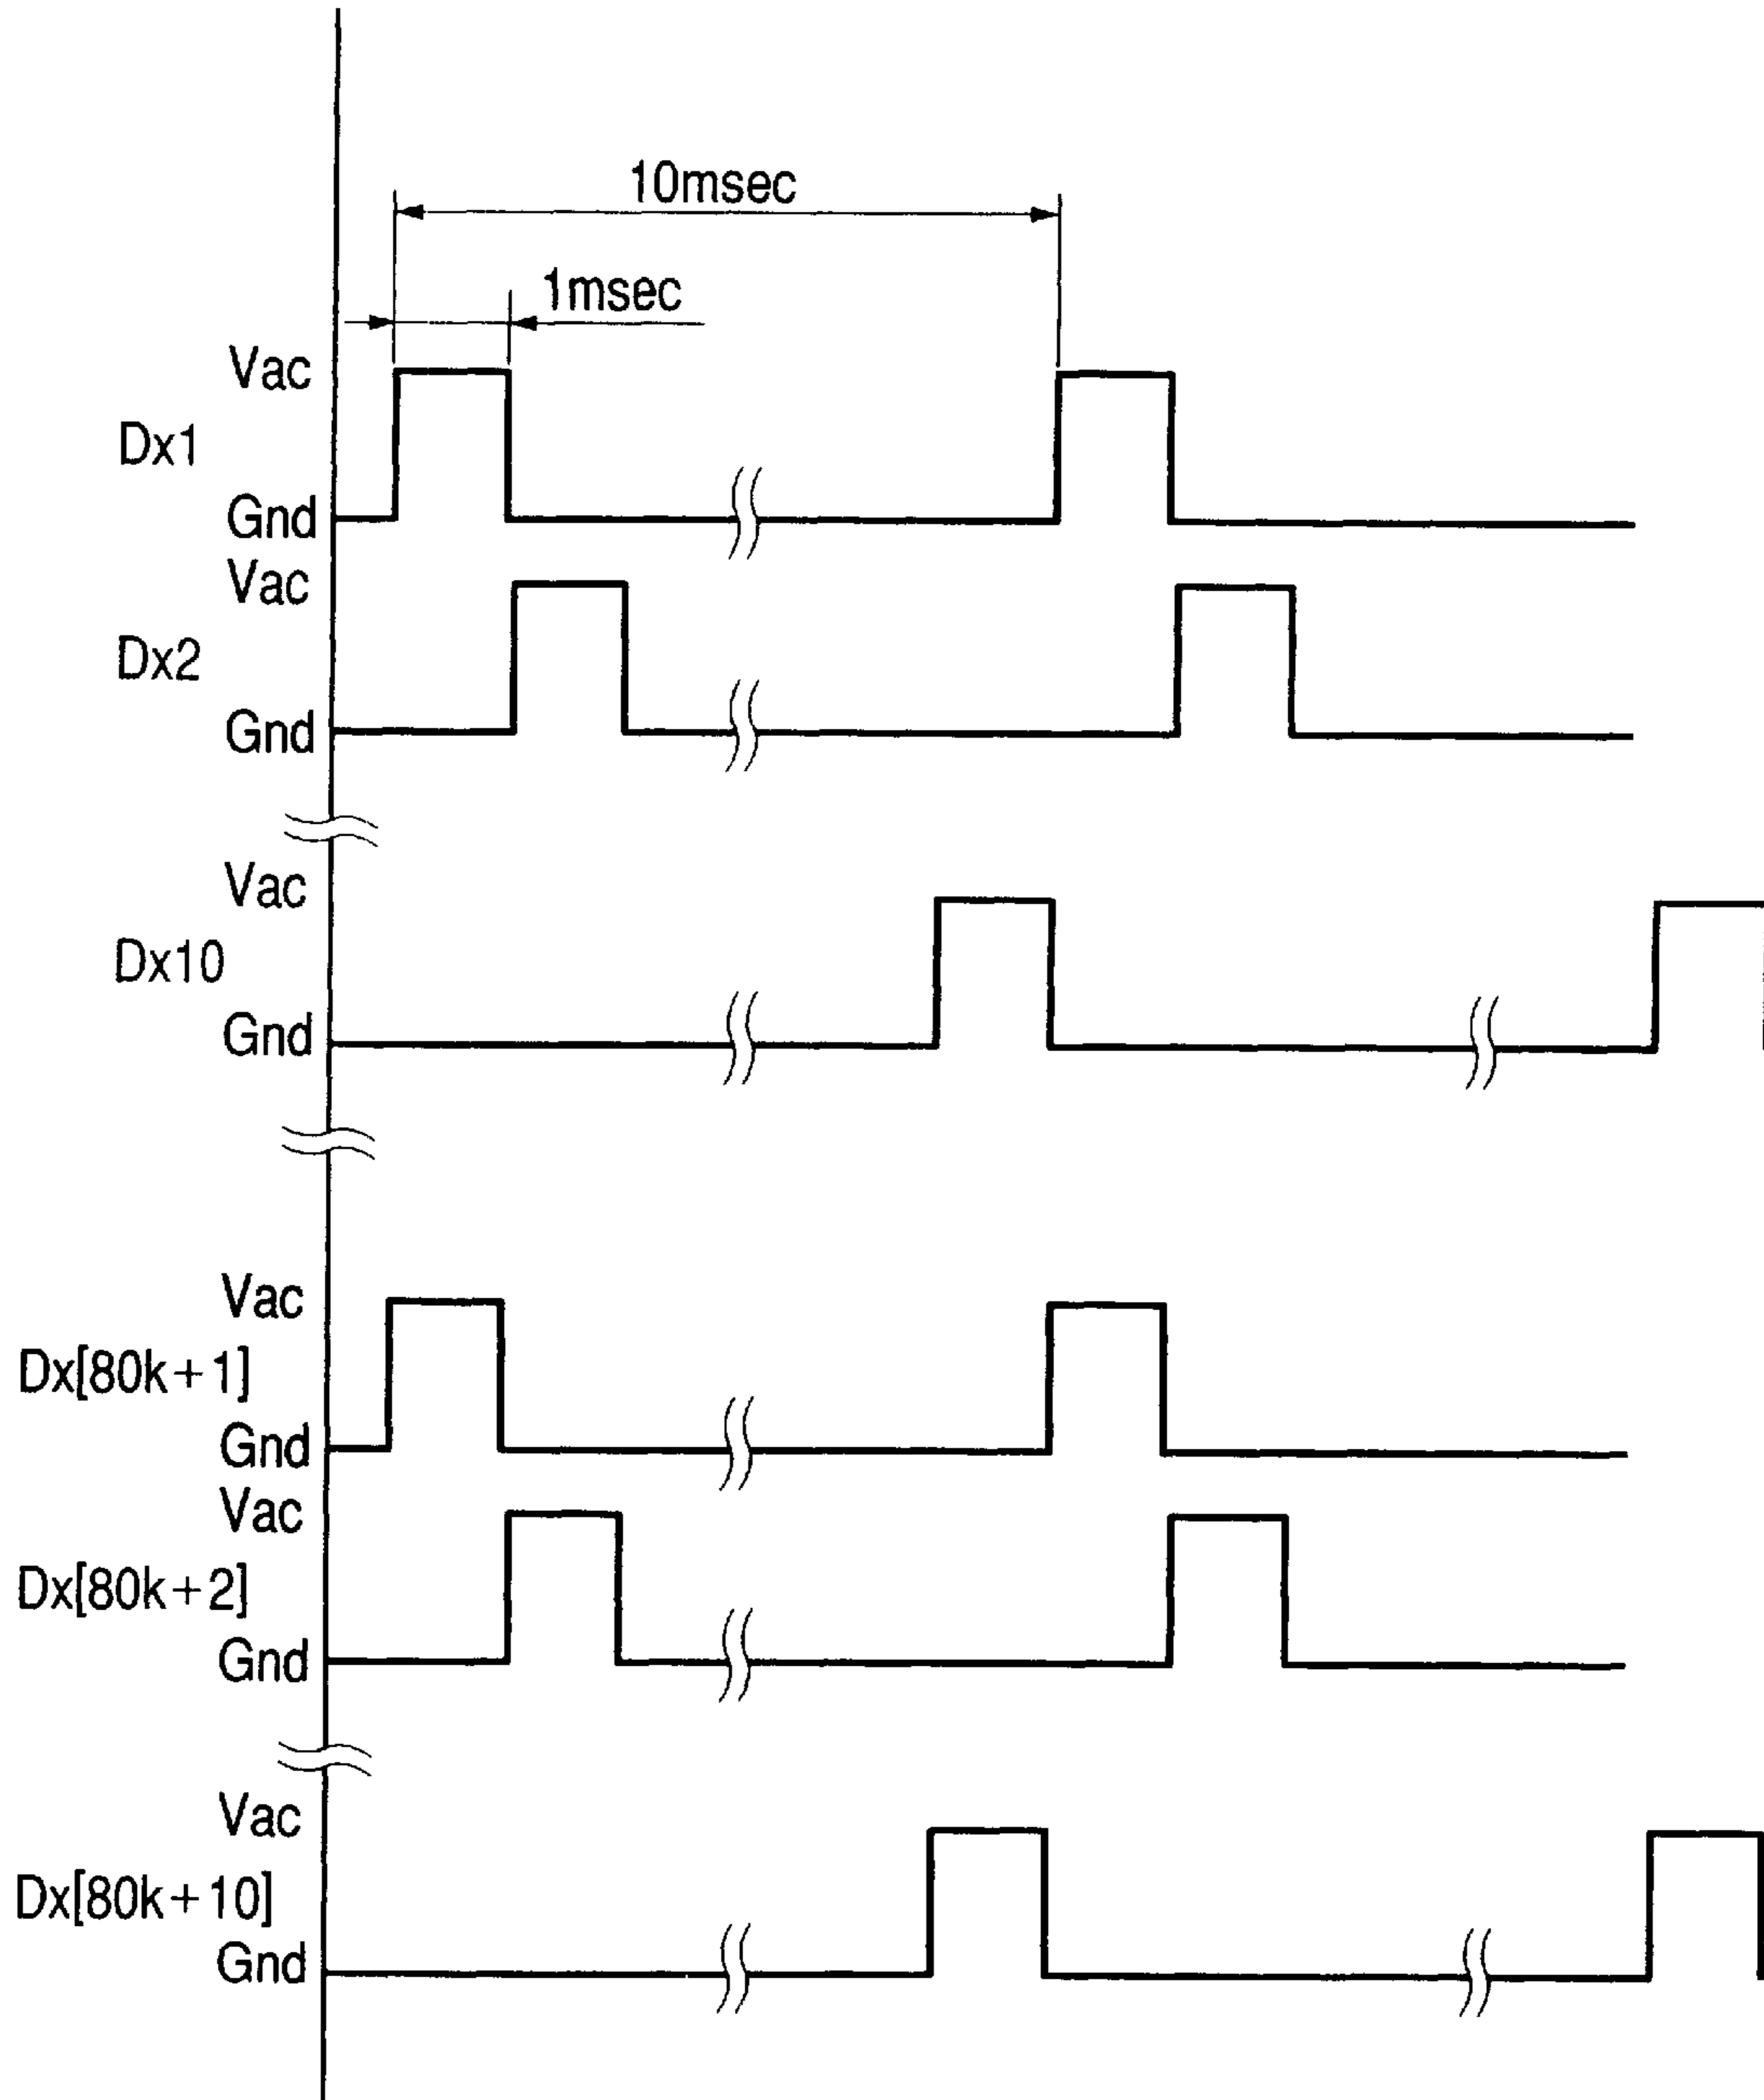 10msec
1msec
Vac
Dx1
Gnd
Vac
Dx2
Gnd
Vac
Dx10
Gnd
Vac
Dx[80k+1]
Gnd
Vac
Dx[80k+2]
Gnd
Vac
Dx[80k+10]
Gnd